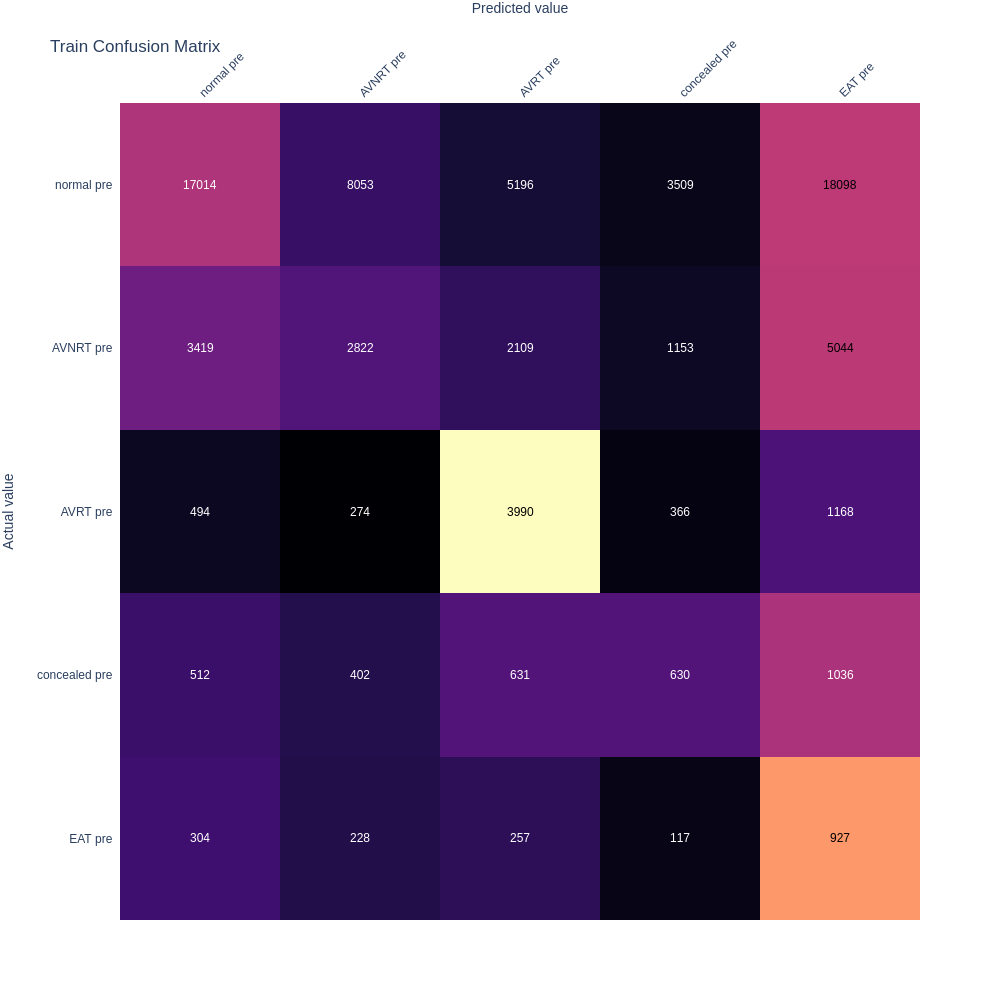 Predicted value
Train Confusion Matrix
normal pre AVNRT pre AVRT pre concealed pre EAT pre
normal pre 17014 8053 5196 3509 18098
AVNRT pre 3419 2822 2109 1153 5044
Actual value
AVRT pre 494 274 3990 366 1168
concealed pre 512 402 631 630 1036
EAT pre 304 228 257 117 927